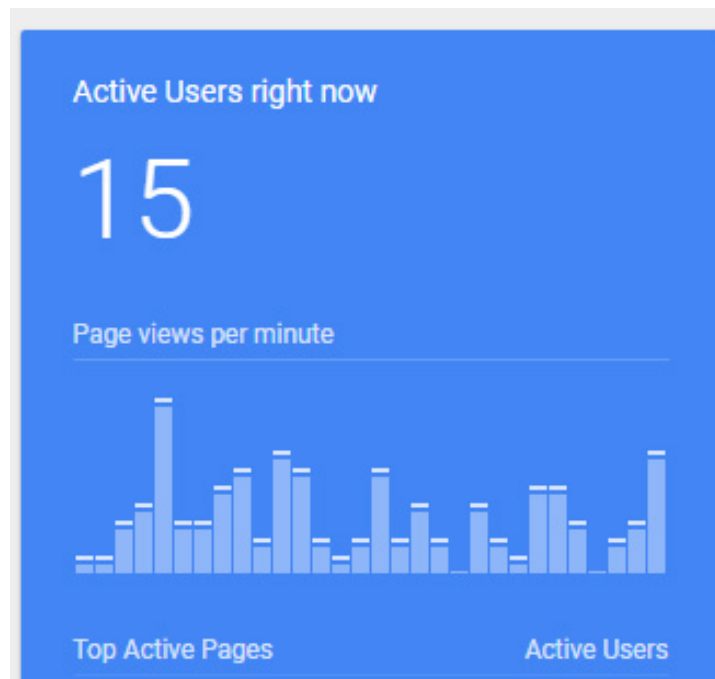 Active Users right now
15
Page views per minute
Top Active Pages Active Users